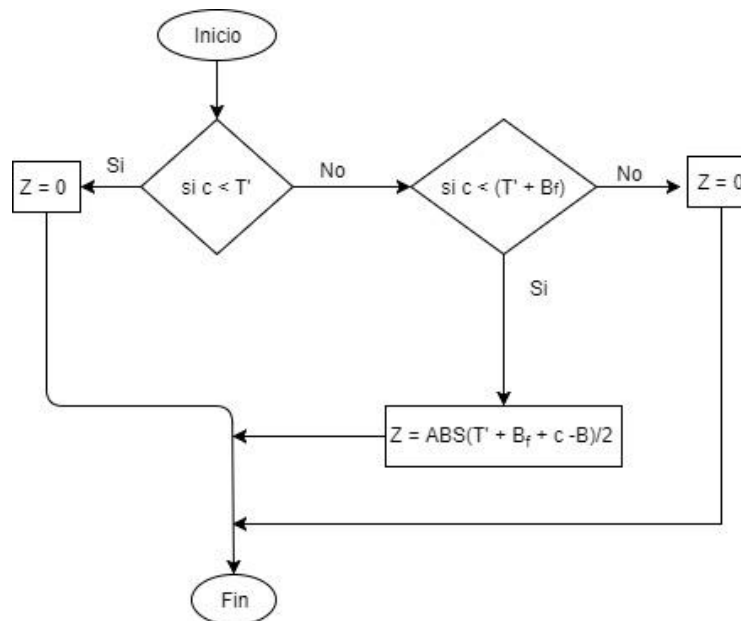 Inicio
Si
No
No
Z = 0
si c < T'
si c < (T' + Bf)
Z = 0
Si
Z = ABS(T' + Bf + c -B)/2
Fin